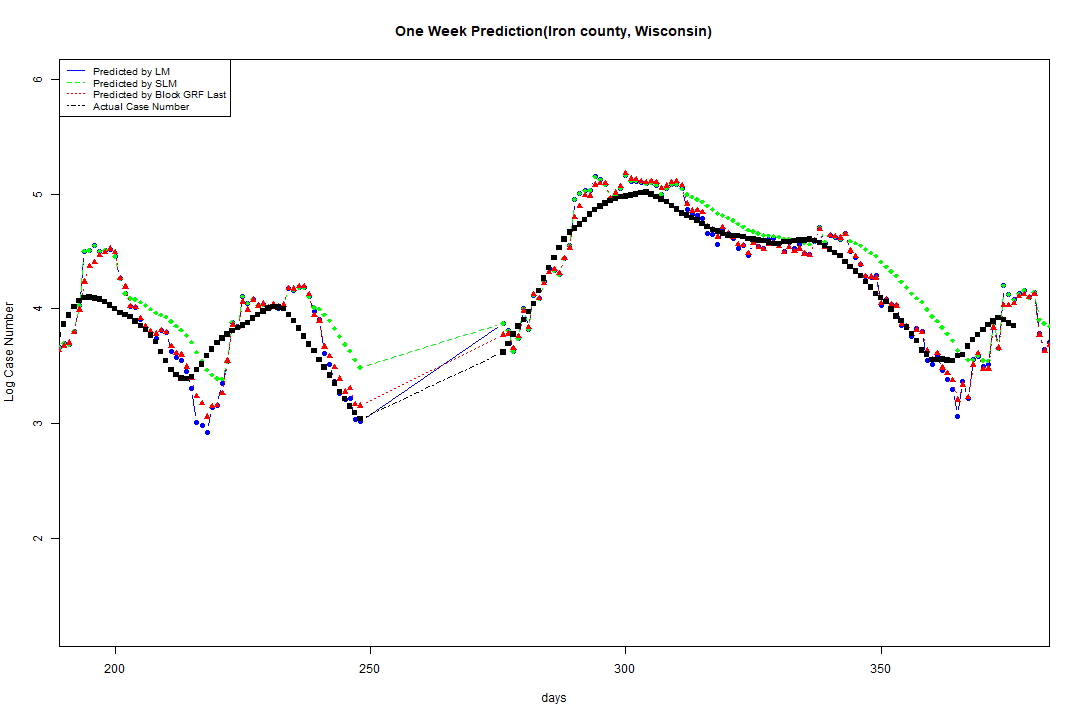 One Week Prediction(Iron county, Wisconsin)
Predicted by LM
Predicted by SLM
Predicted by Block GRF Last
Actual Case Number
Log Case Number
6
5
4
3
2
200
250
300
350
days